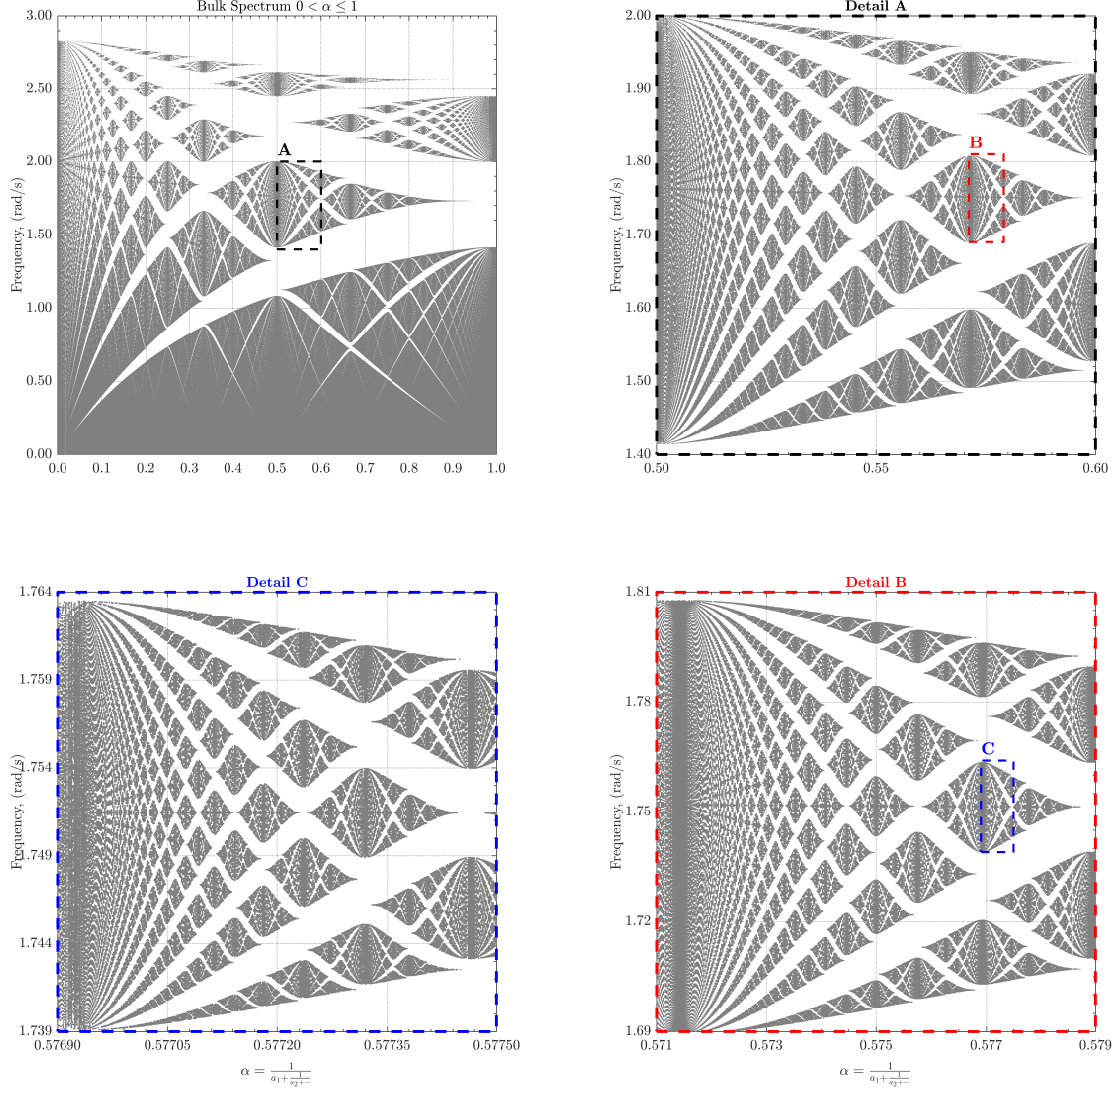 Bulk Spectrum 0 < α ≤ 1
3.00
2.50
2.00
1.50
1.00
0.50
0.00
Frequency, (rad/s)
A
0.0 0.1 0.2 0.3 0.4 0.5 0.6 0.7 0.8 0.9 1.0
Detail A
2.00
1.90
1.80
1.70
1.60
1.50
1.40
Frequency, (rad/s)
B
0.50 0.55 0.60
Detail C
1.764
1.759
1.754
1.749
1.744
1.739
Frequency, (rad/s)
0.57690 0.57705 0.57720 0.57735 0.57750
α = 1/(a₁+1/(a₂+⋯))
Detail B
1.81
1.78
1.75
1.72
1.69
Frequency, (rad/s)
C
0.571 0.573 0.575 0.577 0.579
α = 1/(a₁+1/(a₂+⋯))